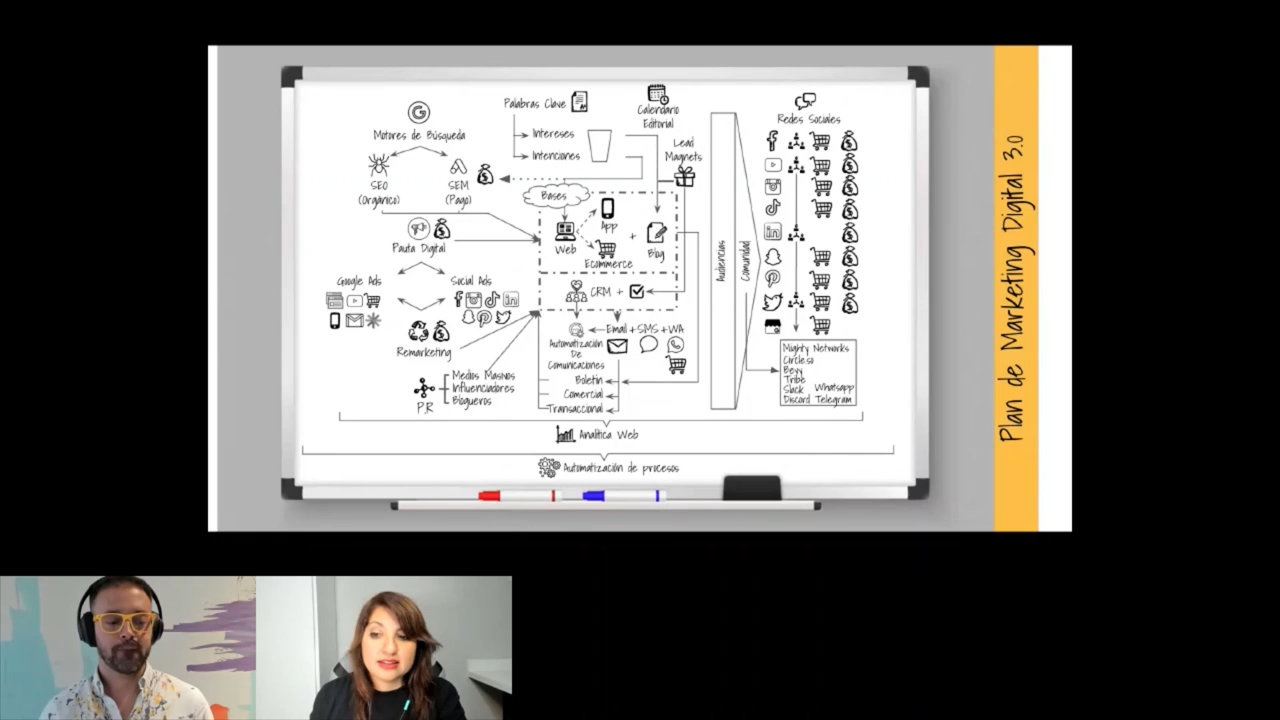 Motores de Búsqueda
SEO
(Orgánico)
SEM
(Pago)
Pauta Digital
Google Ads
Social Ads
Remarketing
P.R
Medios Masivos
Influenciadores
Blogueros
Palabras Clave
Intereses
Intenciones
Calendario
Editorial
Lead
Magnets
Bases
Web
App
Ecommerce
+
Blog
CRM +
Email + SMS + WA
Automatización
De
Comunicaciones
Boletín
Comercial
Transaccional
Audiencias
Comunidad
Redes Sociales
Mighty Networks
Circle.so
Bevy
Tribe
Slack Whatsapp
Discord Telegram
Analítica Web
Automatización de procesos
Plan de Marketing Digital 3.0